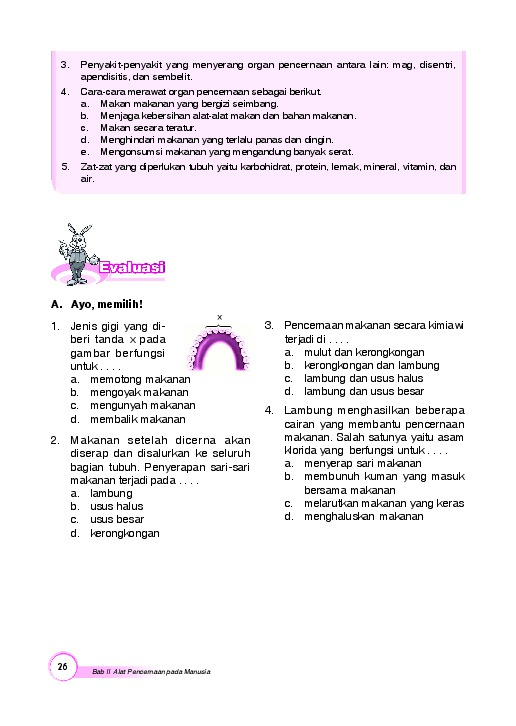 3. Penyakit-penyakit yang menyerang organ pencernaan antara lain: mag, disentri,
apendisitis, dan sembelit.
4. Cara-cara merawat organ pencernaan sebagai berikut.
a. Makan makanan yang bergizi seimbang.
b. Menjaga kebersihan alat-alat makan dan bahan makanan.
c. Makan secara teratur.
d. Menghindari makanan yang terlalu panas dan dingin.
e. Mengonsumsi makanan yang mengandung banyak serat.
5. Zat-zat yang diperlukan tubuh yaitu karbohidrat, protein, lemak, mineral, vitamin, dan
air.
Evaluasi
A. Ayo, memilih!
1. Jenis gigi yang di-
beri tanda x pada
gambar berfungsi
untuk . . . .
x
a. memotong makanan
b. mengoyak makanan
c. mengunyah makanan
d. membalik makanan
2. Makanan setelah dicerna akan
diserap dan disalurkan ke seluruh
bagian tubuh. Penyerapan sari-sari
makanan terjadi pada . . . .
a. lambung
b. usus halus
c. usus besar
d. kerongkongan
3. Pencernaan makanan secara kimiawi
terjadi di . . . .
a. mulut dan kerongkongan
b. kerongkongan dan lambung
c. lambung dan usus halus
d. lambung dan usus besar
4. Lambung menghasilkan beberapa
cairan yang membantu pencernaan
makanan. Salah satunya yaitu asam
klorida yang berfungsi untuk . . . .
a. menyerap sari makanan
b. membunuh kuman yang masuk
bersama makanan
c. melarutkan makanan yang keras
d. menghaluskan makanan
26
Bab II Alat Pencernaan pada Manusia